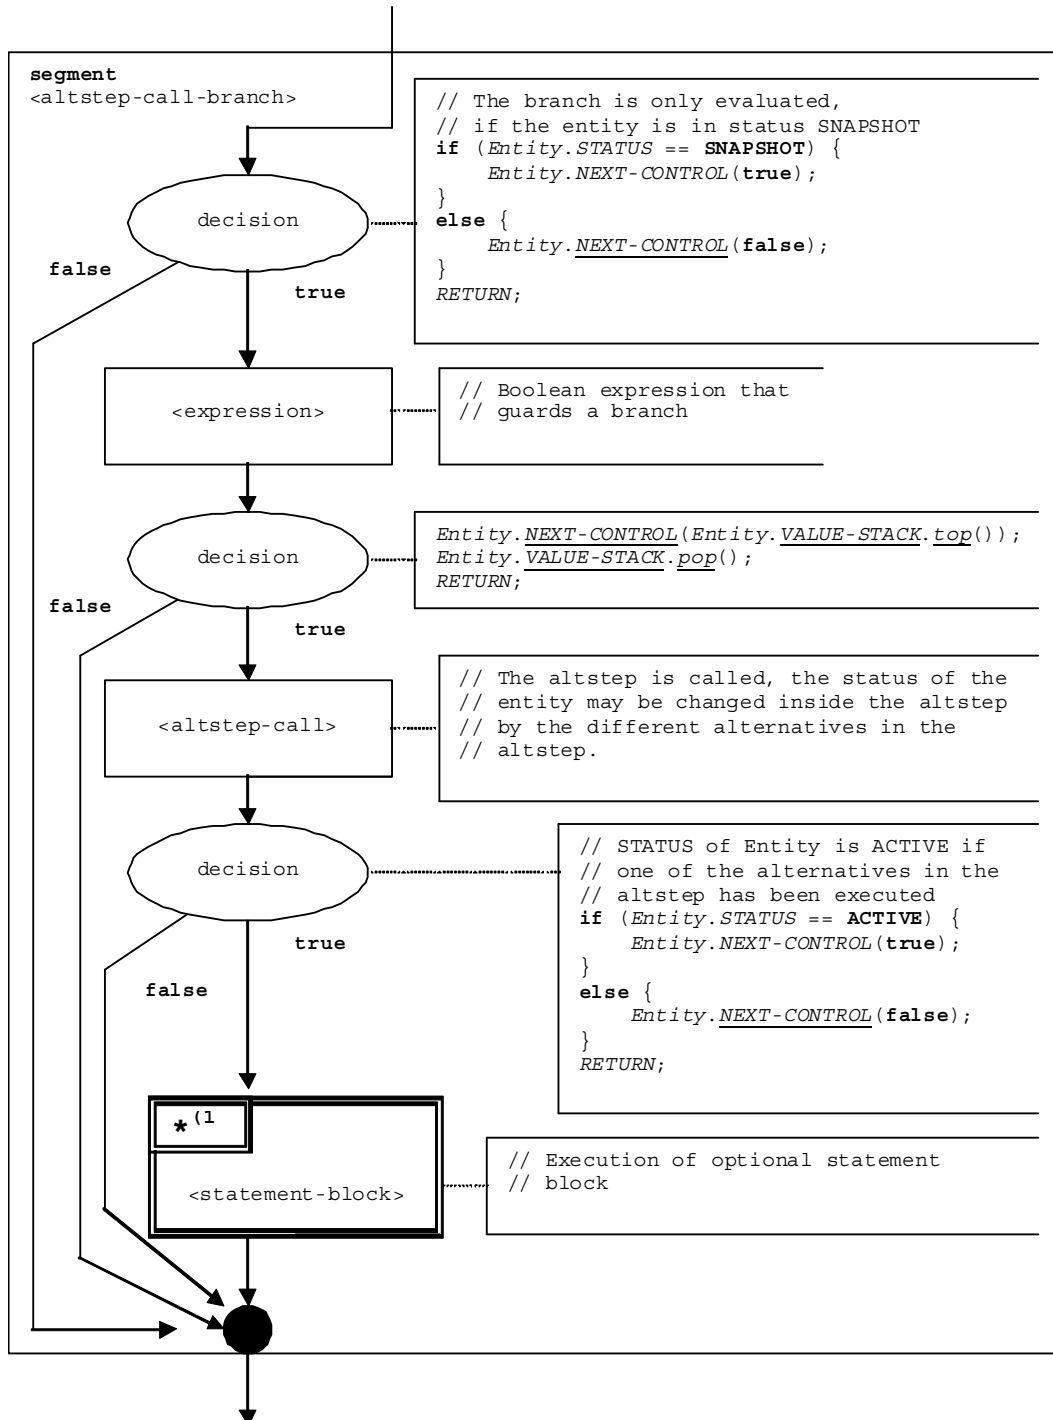 segment
<altstep-call-branch>
// The branch is only evaluated,
// if the entity is in status SNAPSHOT
if (Entity.STATUS == SNAPSHOT) {
Entity.NEXT-CONTROL(true);
}
else {
Entity.NEXT-CONTROL(false);
}
RETURN;
decision
false
true
<expression>
// Boolean expression that
// guards a branch
decision
Entity.NEXT-CONTROL(Entity.VALUE-STACK.top());
Entity.VALUE-STACK.pop();
RETURN;
false
true
<altstep-call>
// The altstep is called, the status of the
// entity may be changed inside the altstep
// by the different alternatives in the
// altstep.
decision
// STATUS of Entity is ACTIVE if
// one of the alternatives in the
// altstep has been executed
if (Entity.STATUS == ACTIVE) {
Entity.NEXT-CONTROL(true);
}
else {
Entity.NEXT-CONTROL(false);
}
RETURN;
true
false
*(1
<statement-block>
// Execution of optional statement
// block